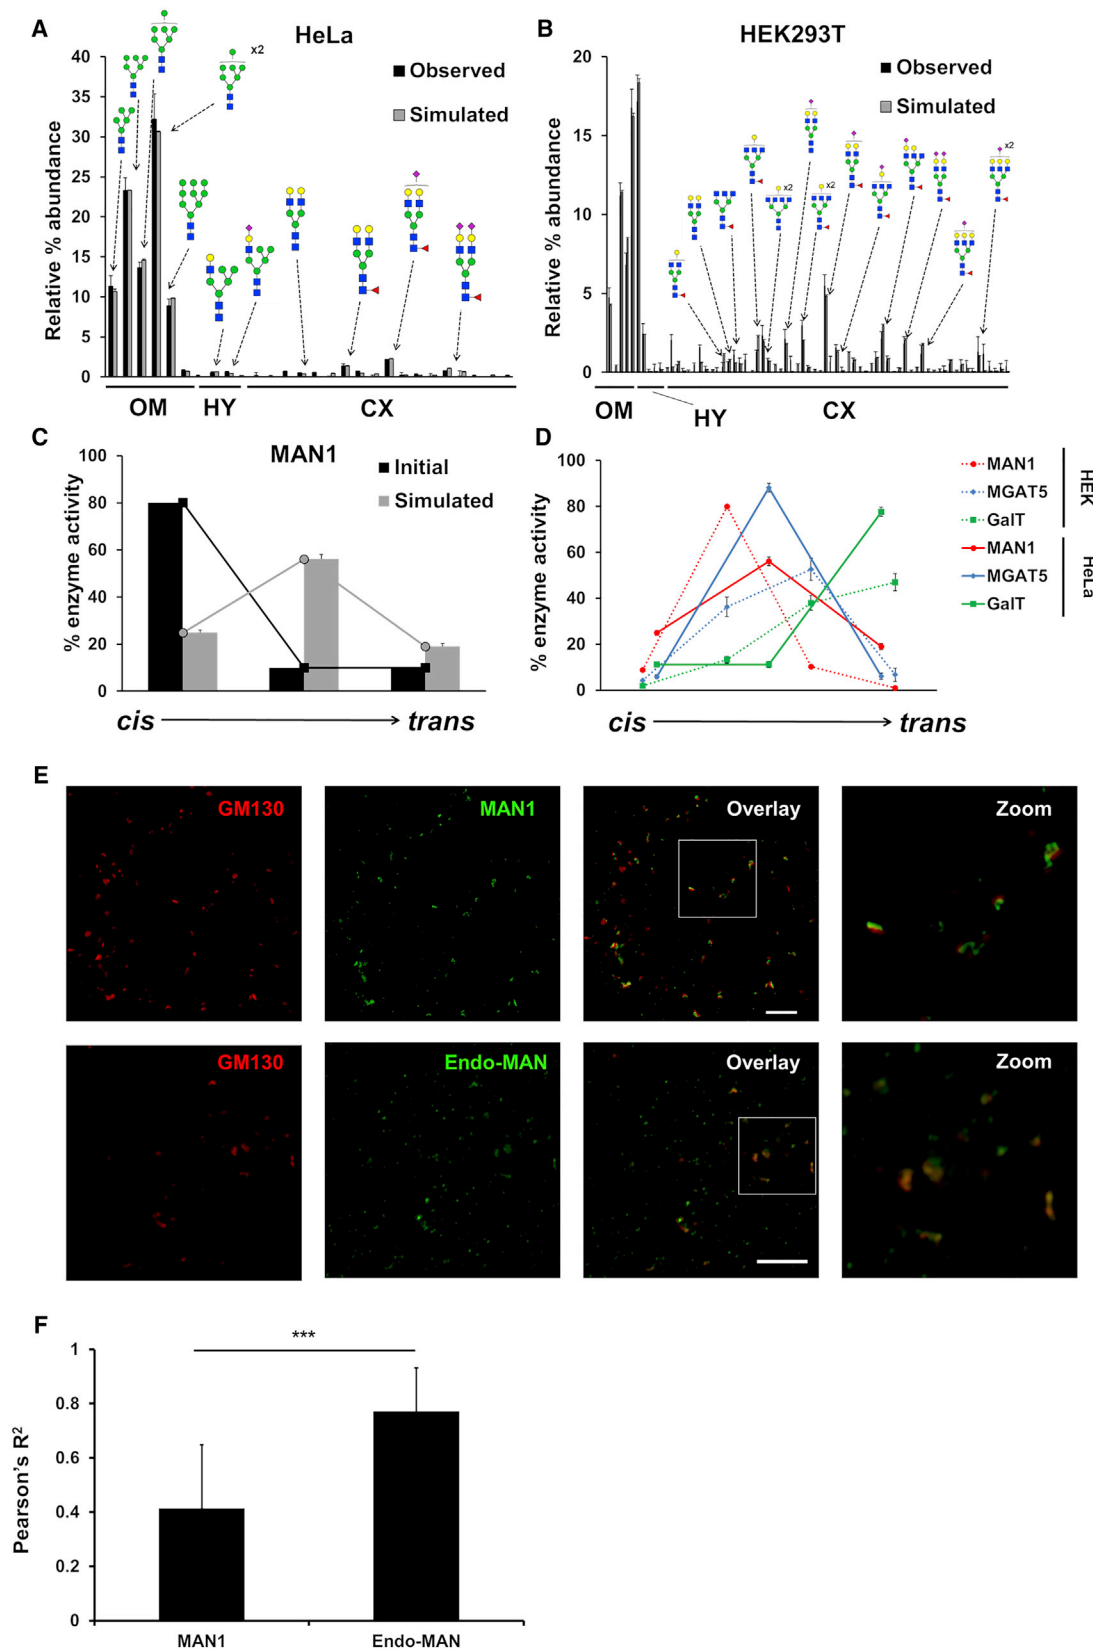 A
HeLa
40
35
30
25
20
15
10
5
0
Relative % abundance
x2
Observed
Simulated
OM
HY
CX
B
HEK293T
20
15
10
5
0
Relative % abundance
Observed
Simulated
x2
x2
x2
OM
HY
CX
C
MAN1
100
80
60
40
20
0
% enzyme activity
Initial
Simulated
cis
trans
D
100
80
60
40
20
0
% enzyme activity
MAN1
MGAT5
GalT
HEK
MAN1
MGAT5
GalT
HeLa
cis
trans
E
GM130
MAN1
Overlay
Zoom
GM130
Endo-MAN
Overlay
Zoom
F
***
1
0.8
0.6
0.4
0.2
0
Pearson's R²
MAN1
Endo-MAN